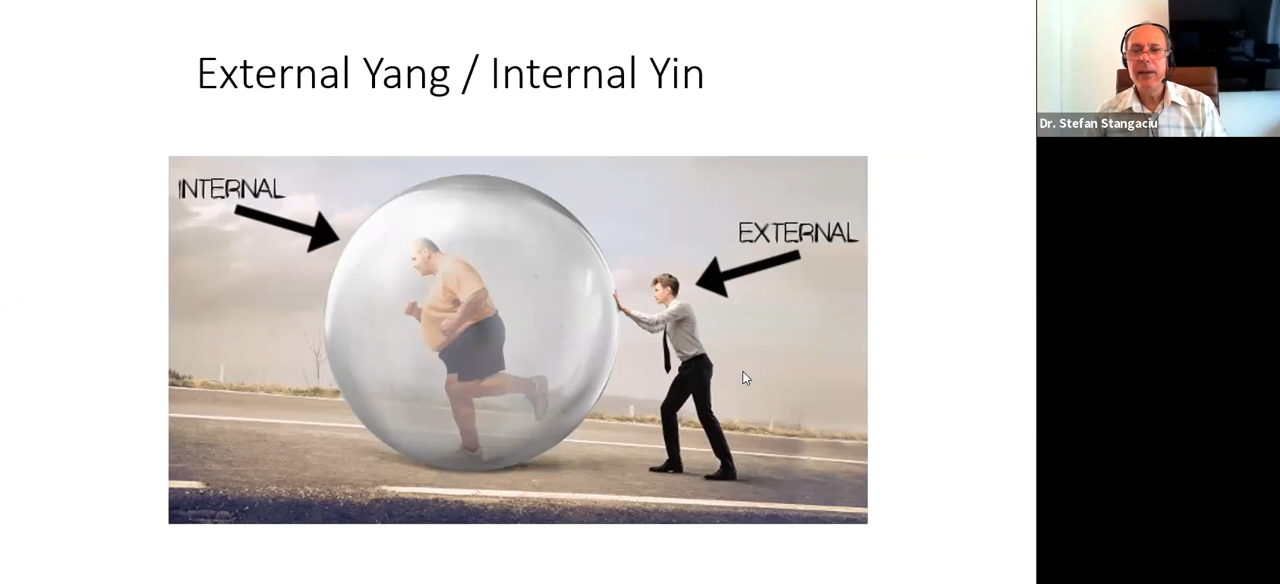 External Yang / Internal Yin
INTERNAL
EXTERNAL
Dr. Stefan Stangaciu